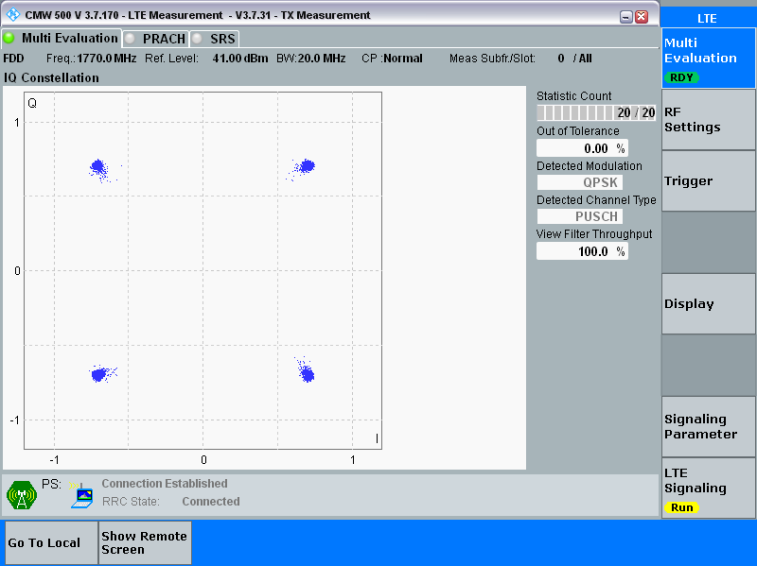 CMW 500 V 3.7.170 - LTE Measurement - V3.7.31 - TX Measurement
LTE
Multi Evaluation PRACH SRS
Multi Evaluation
RDY
FDD Freq.: 1770.0 MHz Ref. Level: 41.00 dBm BW: 20.0 MHz CP : Normal Meas Subfr./Slot: 0 / All
IQ Constellation
Q
1
0
-1
-1
0
1
I
Statistic Count
20 / 20
Out of Tolerance
0.00 %
Detected Modulation
QPSK
Detected Channel Type
PUSCH
View Filter Throughput
100.0 %
RF
Settings
Trigger
Display
Signaling
Parameter
LTE
Signaling
Run
PS: Connection Established
RRC State: Connected
Go To Local
Show Remote
Screen